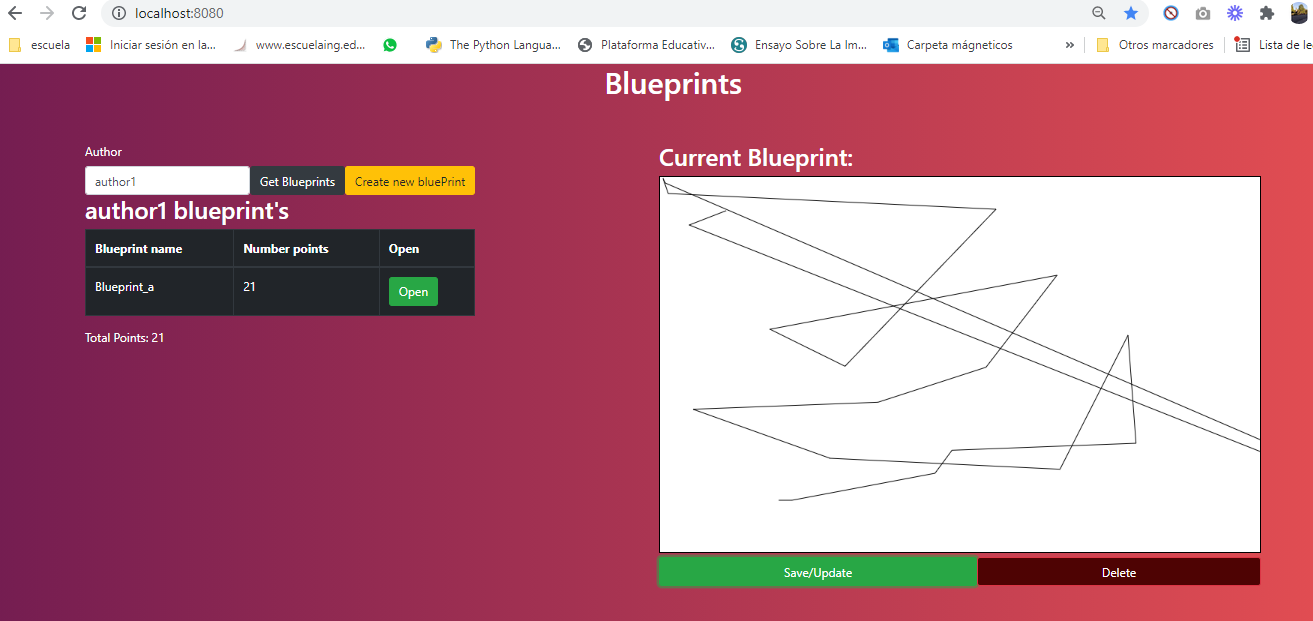 localhost:8080
escuela
Iniciar sesión en la...
www.escuelaing.ed...
The Python Langua...
Plataforma Educativ...
Ensayo Sobre La Im...
Carpeta mágneticos
»
Otros marcadores
Lista de le
Blueprints
Author
author1
Get Blueprints
Create new bluePrint
author1 blueprint's
Blueprint name Number points Open
Blueprint_a 21 Open
Total Points: 21
Current Blueprint:
Save/Update
Delete